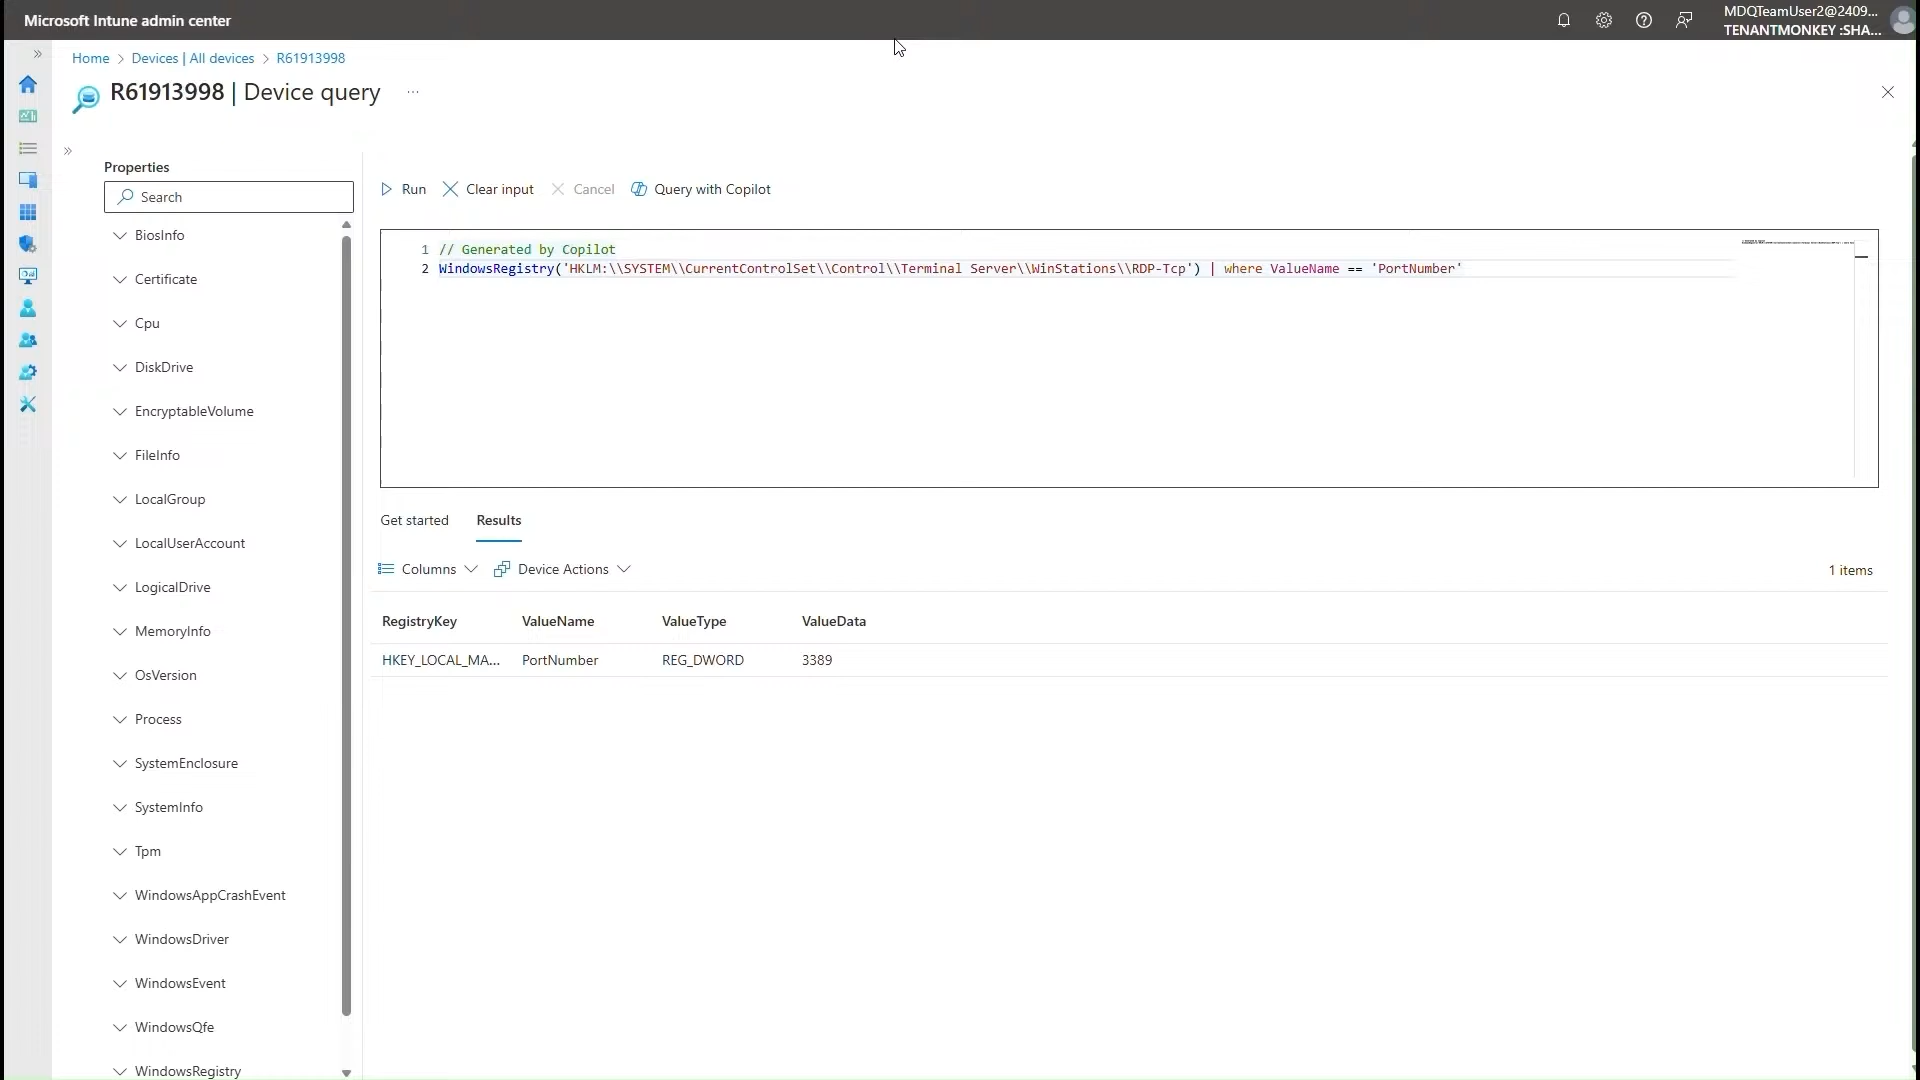 Microsoft Intune admin center
MDQTeamUser2@2409...
TENANTMONKEY :SHA...
Home > Devices | All devices > R61913998
R61913998 | Device query ...
Properties
Search
BiosInfo
Certificate
Cpu
DiskDrive
EncryptableVolume
FileInfo
LocalGroup
LocalUserAccount
LogicalDrive
MemoryInfo
OsVersion
Process
SystemEnclosure
SystemInfo
Tpm
WindowsAppCrashEvent
WindowsDriver
WindowsEvent
WindowsQfe
WindowsRegistry
Run Clear input Cancel Query with Copilot
1 // Generated by Copilot
2 WindowsRegistry('HKLM:\\SYSTEM\\CurrentControlSet\\Control\\Terminal Server\\WinStations\\RDP-Tcp') | where ValueName == 'PortNumber'
Get started Results
Columns Device Actions 1 items
RegistryKey ValueName ValueType ValueData
HKEY_LOCAL_MA... PortNumber REG_DWORD 3389